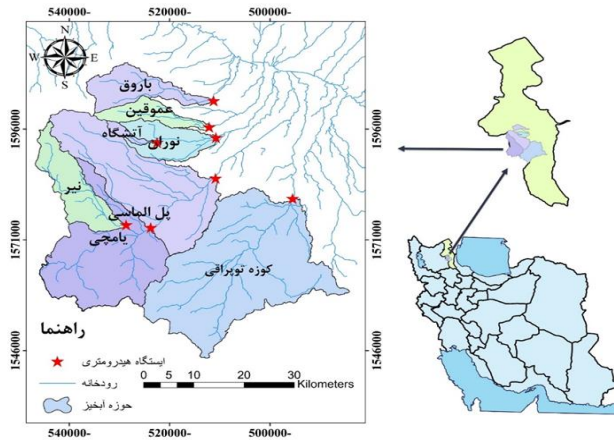 540000- 520000- 500000-
N
W E
S
باروق
عموقین
آتشگاه
نوران
نیر
پل الماسی
یامچی
کوزه توپراقی
1596000
1571000
1546000
1596000
1571000
1546000
راهنما
ایستگاه هیدرومتری
رودخانه
حوزه آبخیز
0 5 10 20 30
Kilometers
540000- 520000- 500000-